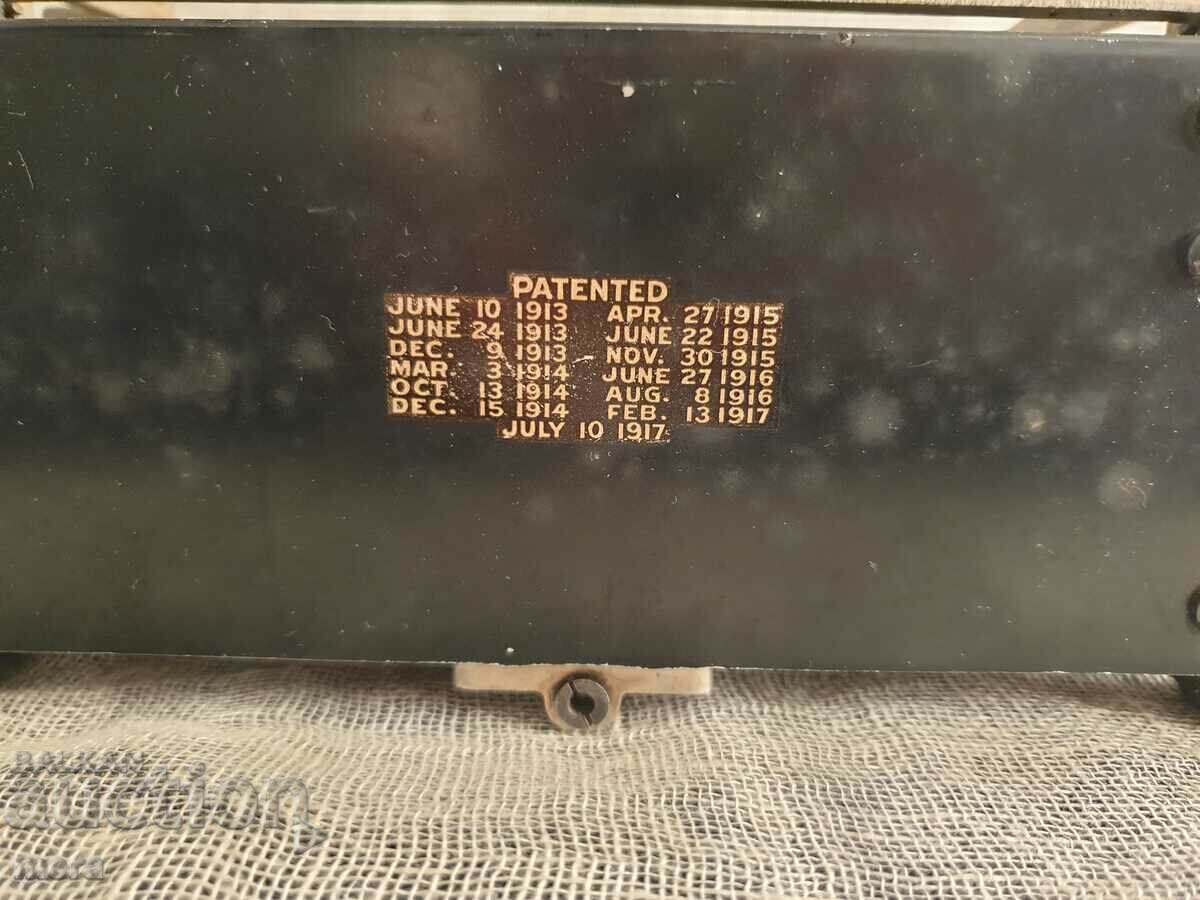 PATENTED
JUNE 10 1913 APR. 27 1915
JUNE 24 1913 JUNE 22 1915
DEC. 9 1913 NOV. 30 1915
MAR. 3 1914 JUNE 27 1916
OCT. 13 1914 AUG. 8 1916
DEC. 15 1914 FEB. 13 1917
JULY 10 1917
BALKAN
auction
mera